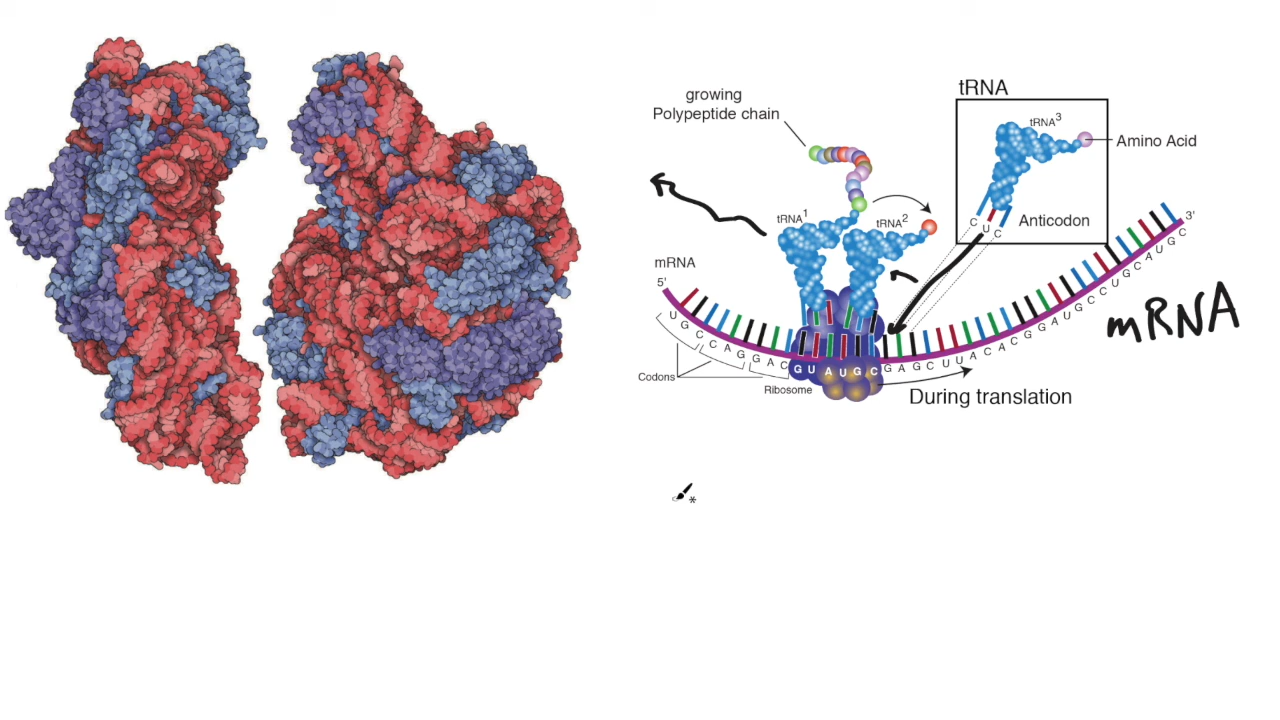 tRNA
growing
Polypeptide chain
tRNA3
Amino Acid
C U C
Anticodon
tRNA1
tRNA2
mRNA
5'
3'
mRNA
U G C C A G G A C G U A U G C G A G C U U A C A C G G A U G C C U G C A U G C
Codons
Ribosome
During translation
*